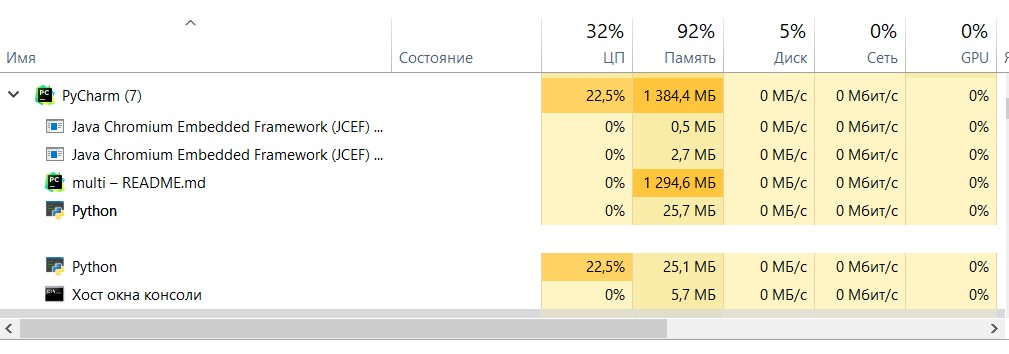 32% 92% 5% 0% 0%
Имя Состояние ЦП Память Диск Сеть GPU
PyCharm (7) 22,5% 1 384,4 МБ 0 МБ/с 0 Мбит/с 0%
Java Chromium Embedded Framework (JCEF) ... 0% 0,5 МБ 0 МБ/с 0 Мбит/с 0%
Java Chromium Embedded Framework (JCEF) ... 0% 2,7 МБ 0 МБ/с 0 Мбит/с 0%
multi – README.md 0% 1 294,6 МБ 0 МБ/с 0 Мбит/с 0%
Python 0% 25,7 МБ 0 МБ/с 0 Мбит/с 0%
Python 22,5% 25,1 МБ 0 МБ/с 0 Мбит/с 0%
Хост окна консоли 0% 5,7 МБ 0 МБ/с 0 Мбит/с 0%